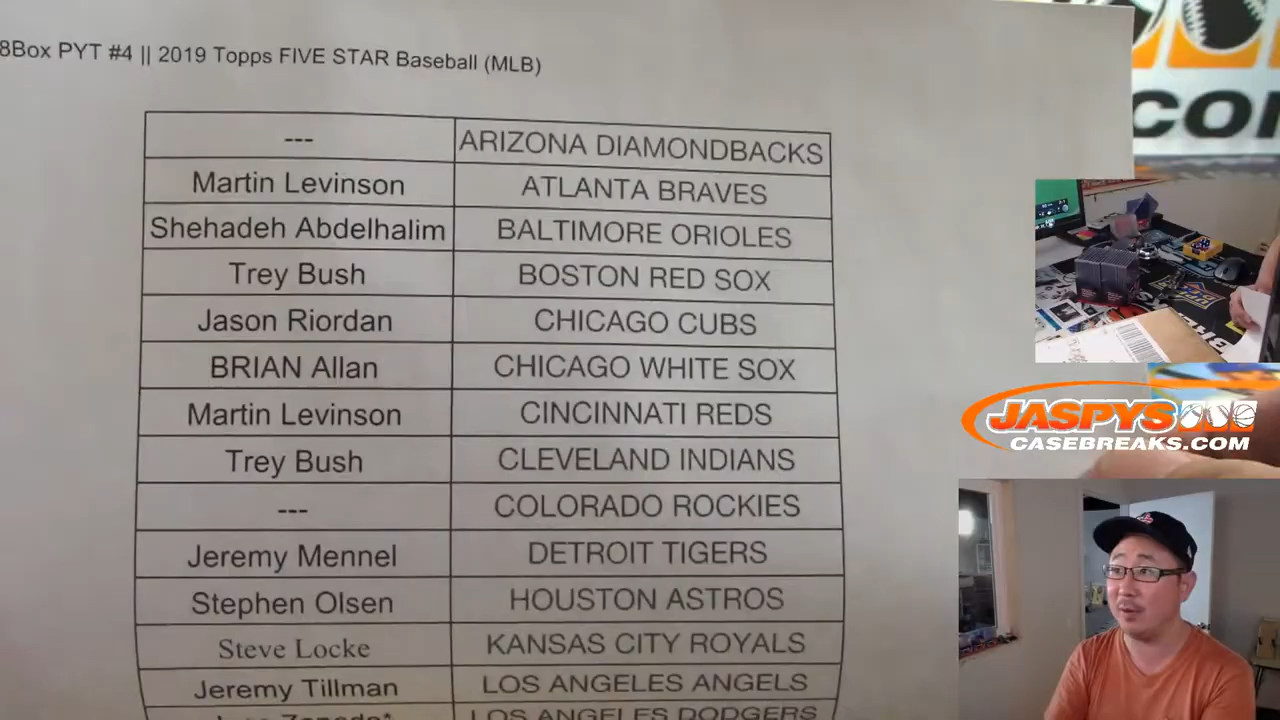 8Box PYT #4 || 2019 Topps FIVE STAR Baseball (MLB)
--- ARIZONA DIAMONDBACKS
Martin Levinson ATLANTA BRAVES
Shehadeh Abdelhalim BALTIMORE ORIOLES
Trey Bush BOSTON RED SOX
Jason Riordan CHICAGO CUBS
BRIAN Allan CHICAGO WHITE SOX
Martin Levinson CINCINNATI REDS
Trey Bush CLEVELAND INDIANS
--- COLORADO ROCKIES
Jeremy Mennel DETROIT TIGERS
Stephen Olsen HOUSTON ASTROS
Steve Locke KANSAS CITY ROYALS
Jeremy Tillman LOS ANGELES ANGELS
LOS ANGELES DODGERS
JASPYS
CASEBREAKS.COM